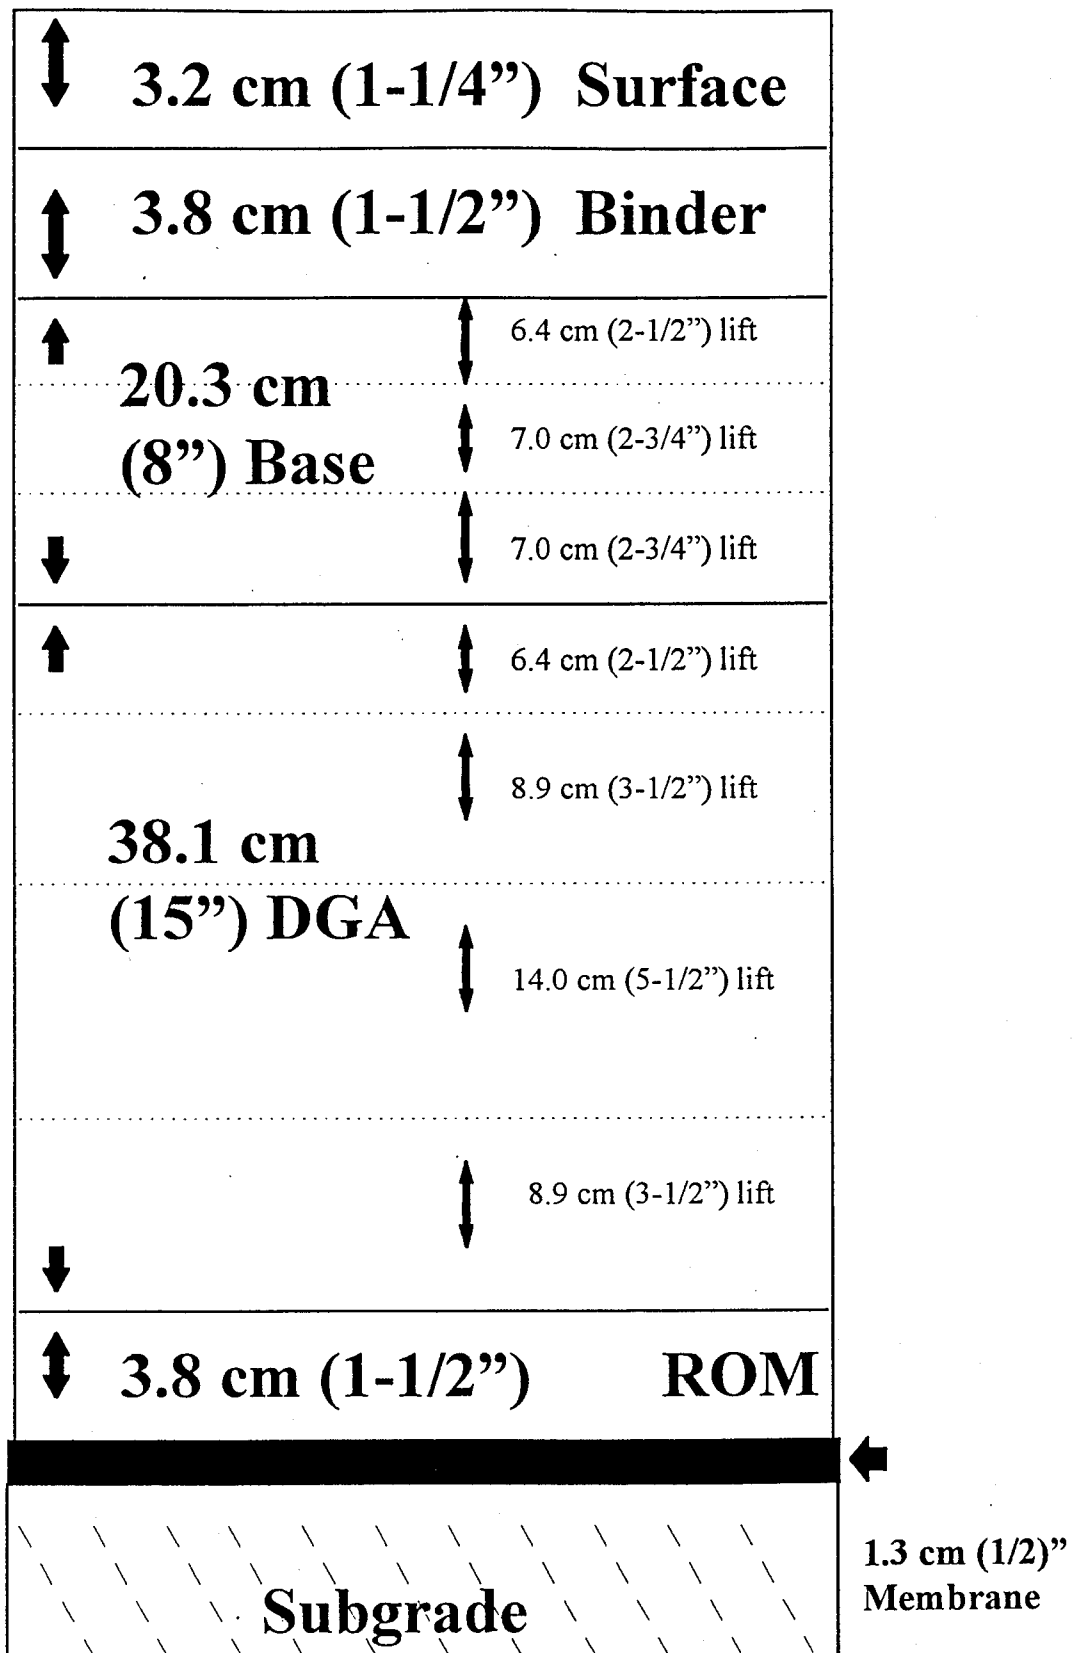 3.2 cm (1-1/4”) Surface
3.8 cm (1-1/2”) Binder
6.4 cm (2-1/2”) lift
20.3 cm
(8”) Base
7.0 cm (2-3/4”) lift
7.0 cm (2-3/4”) lift
6.4 cm (2-1/2”) lift
8.9 cm (3-1/2”) lift
38.1 cm
(15”) DGA
14.0 cm (5-1/2”) lift
8.9 cm (3-1/2”) lift
3.8 cm (1-1/2”) ROM
1.3 cm (1/2)”
Membrane
Subgrade